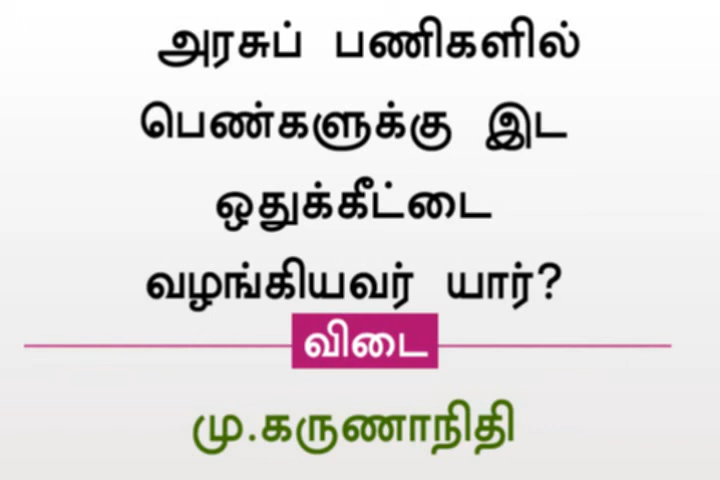 அரசுப் பணிகளில்
பெண்களுக்கு இட
ஒதுக்கீட்டை
வழங்கியவர் யார்?
விடை
மு.கருணாநிதி